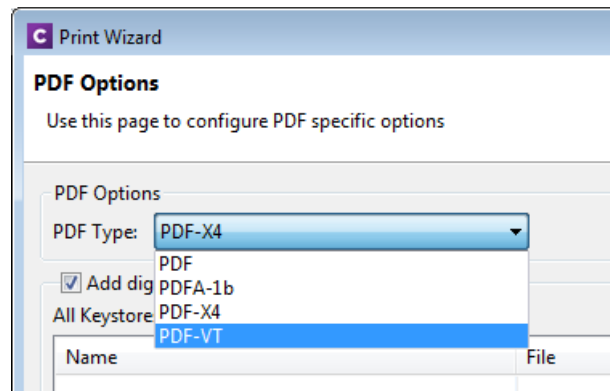 C Print Wizard
PDF Options
Use this page to configure PDF specific options
PDF Options
PDF Type: PDF-X4
PDF
Add dig
PDFA-1b
All Keystore
PDF-X4
PDF-VT
Name File